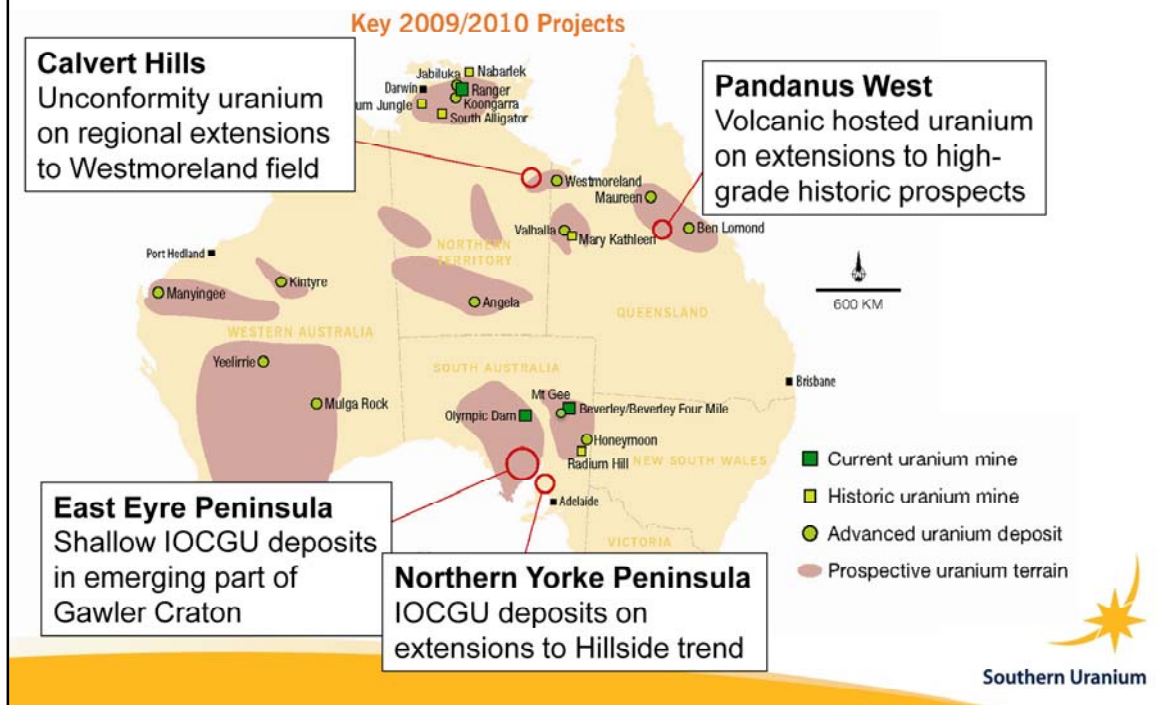 Key 2009/2010 Projects
Calvert Hills
Unconformity uranium
on regional extensions
to Westmoreland field
Pandanus West
Volcanic hosted uranium
on extensions to high-
grade historic prospects
Jabiluka
Nabarlek
Darwin
Ranger
um Jungle
Koongarra
South Alligator
Westmoreland
Maureen
Valhalla
Mary Kathleen
Ben Lomond
Port Hedland
NORTHERN
TERRITORY
Kintyre
Manyingee
Angela
600 KM
QUEENSLAND
WESTERN AUSTRALIA
Yeelirrie
SOUTH AUSTRALIA
Mulga Rock
Mt Gee
Brisbane
Olympic Dam
Beverley/Beverley Four Mile
Honeymoon
Radium Hill
NEW SOUTH WALES
Adelaide
VICTORIA
Current uranium mine
Historic uranium mine
Advanced uranium deposit
Prospective uranium terrain
East Eyre Peninsula
Shallow IOCGU deposits
in emerging part of
Gawler Craton
Northern Yorke Peninsula
IOCGU deposits on
extensions to Hillside trend
Southern Uranium